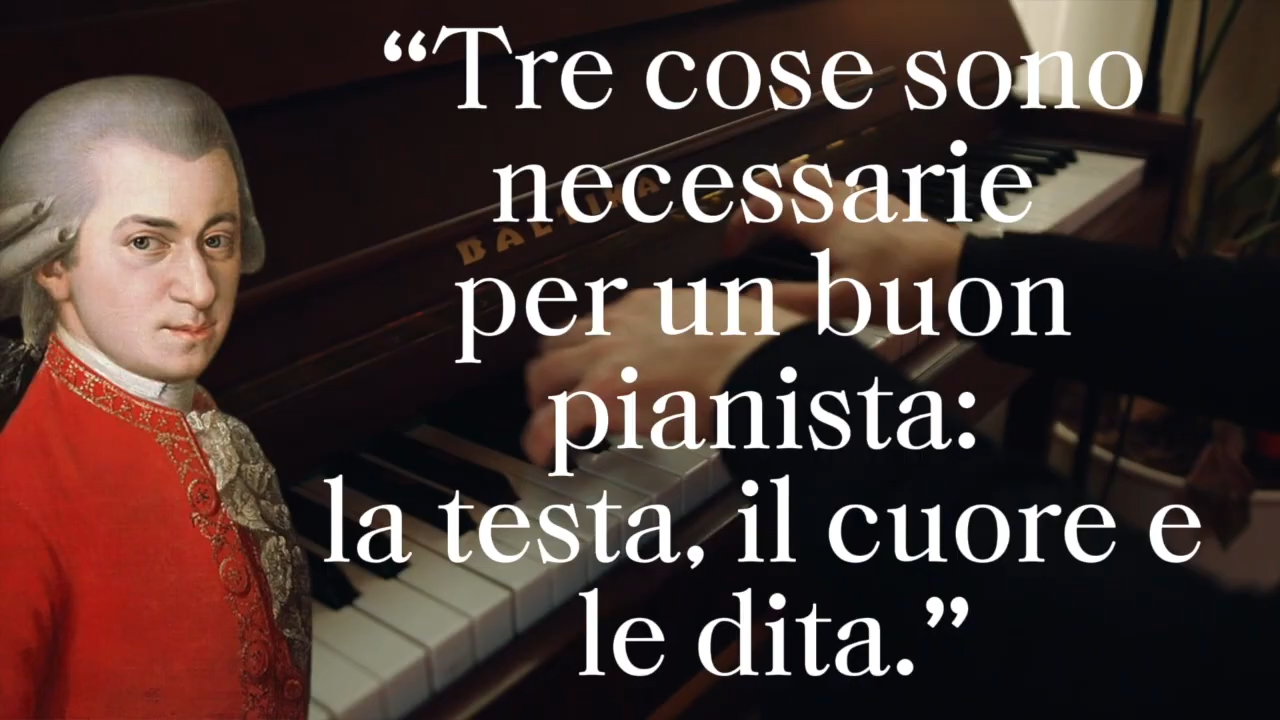 “Tre cose sono
necessarie
per un buon
pianista:
la testa, il cuore e
le dita.”